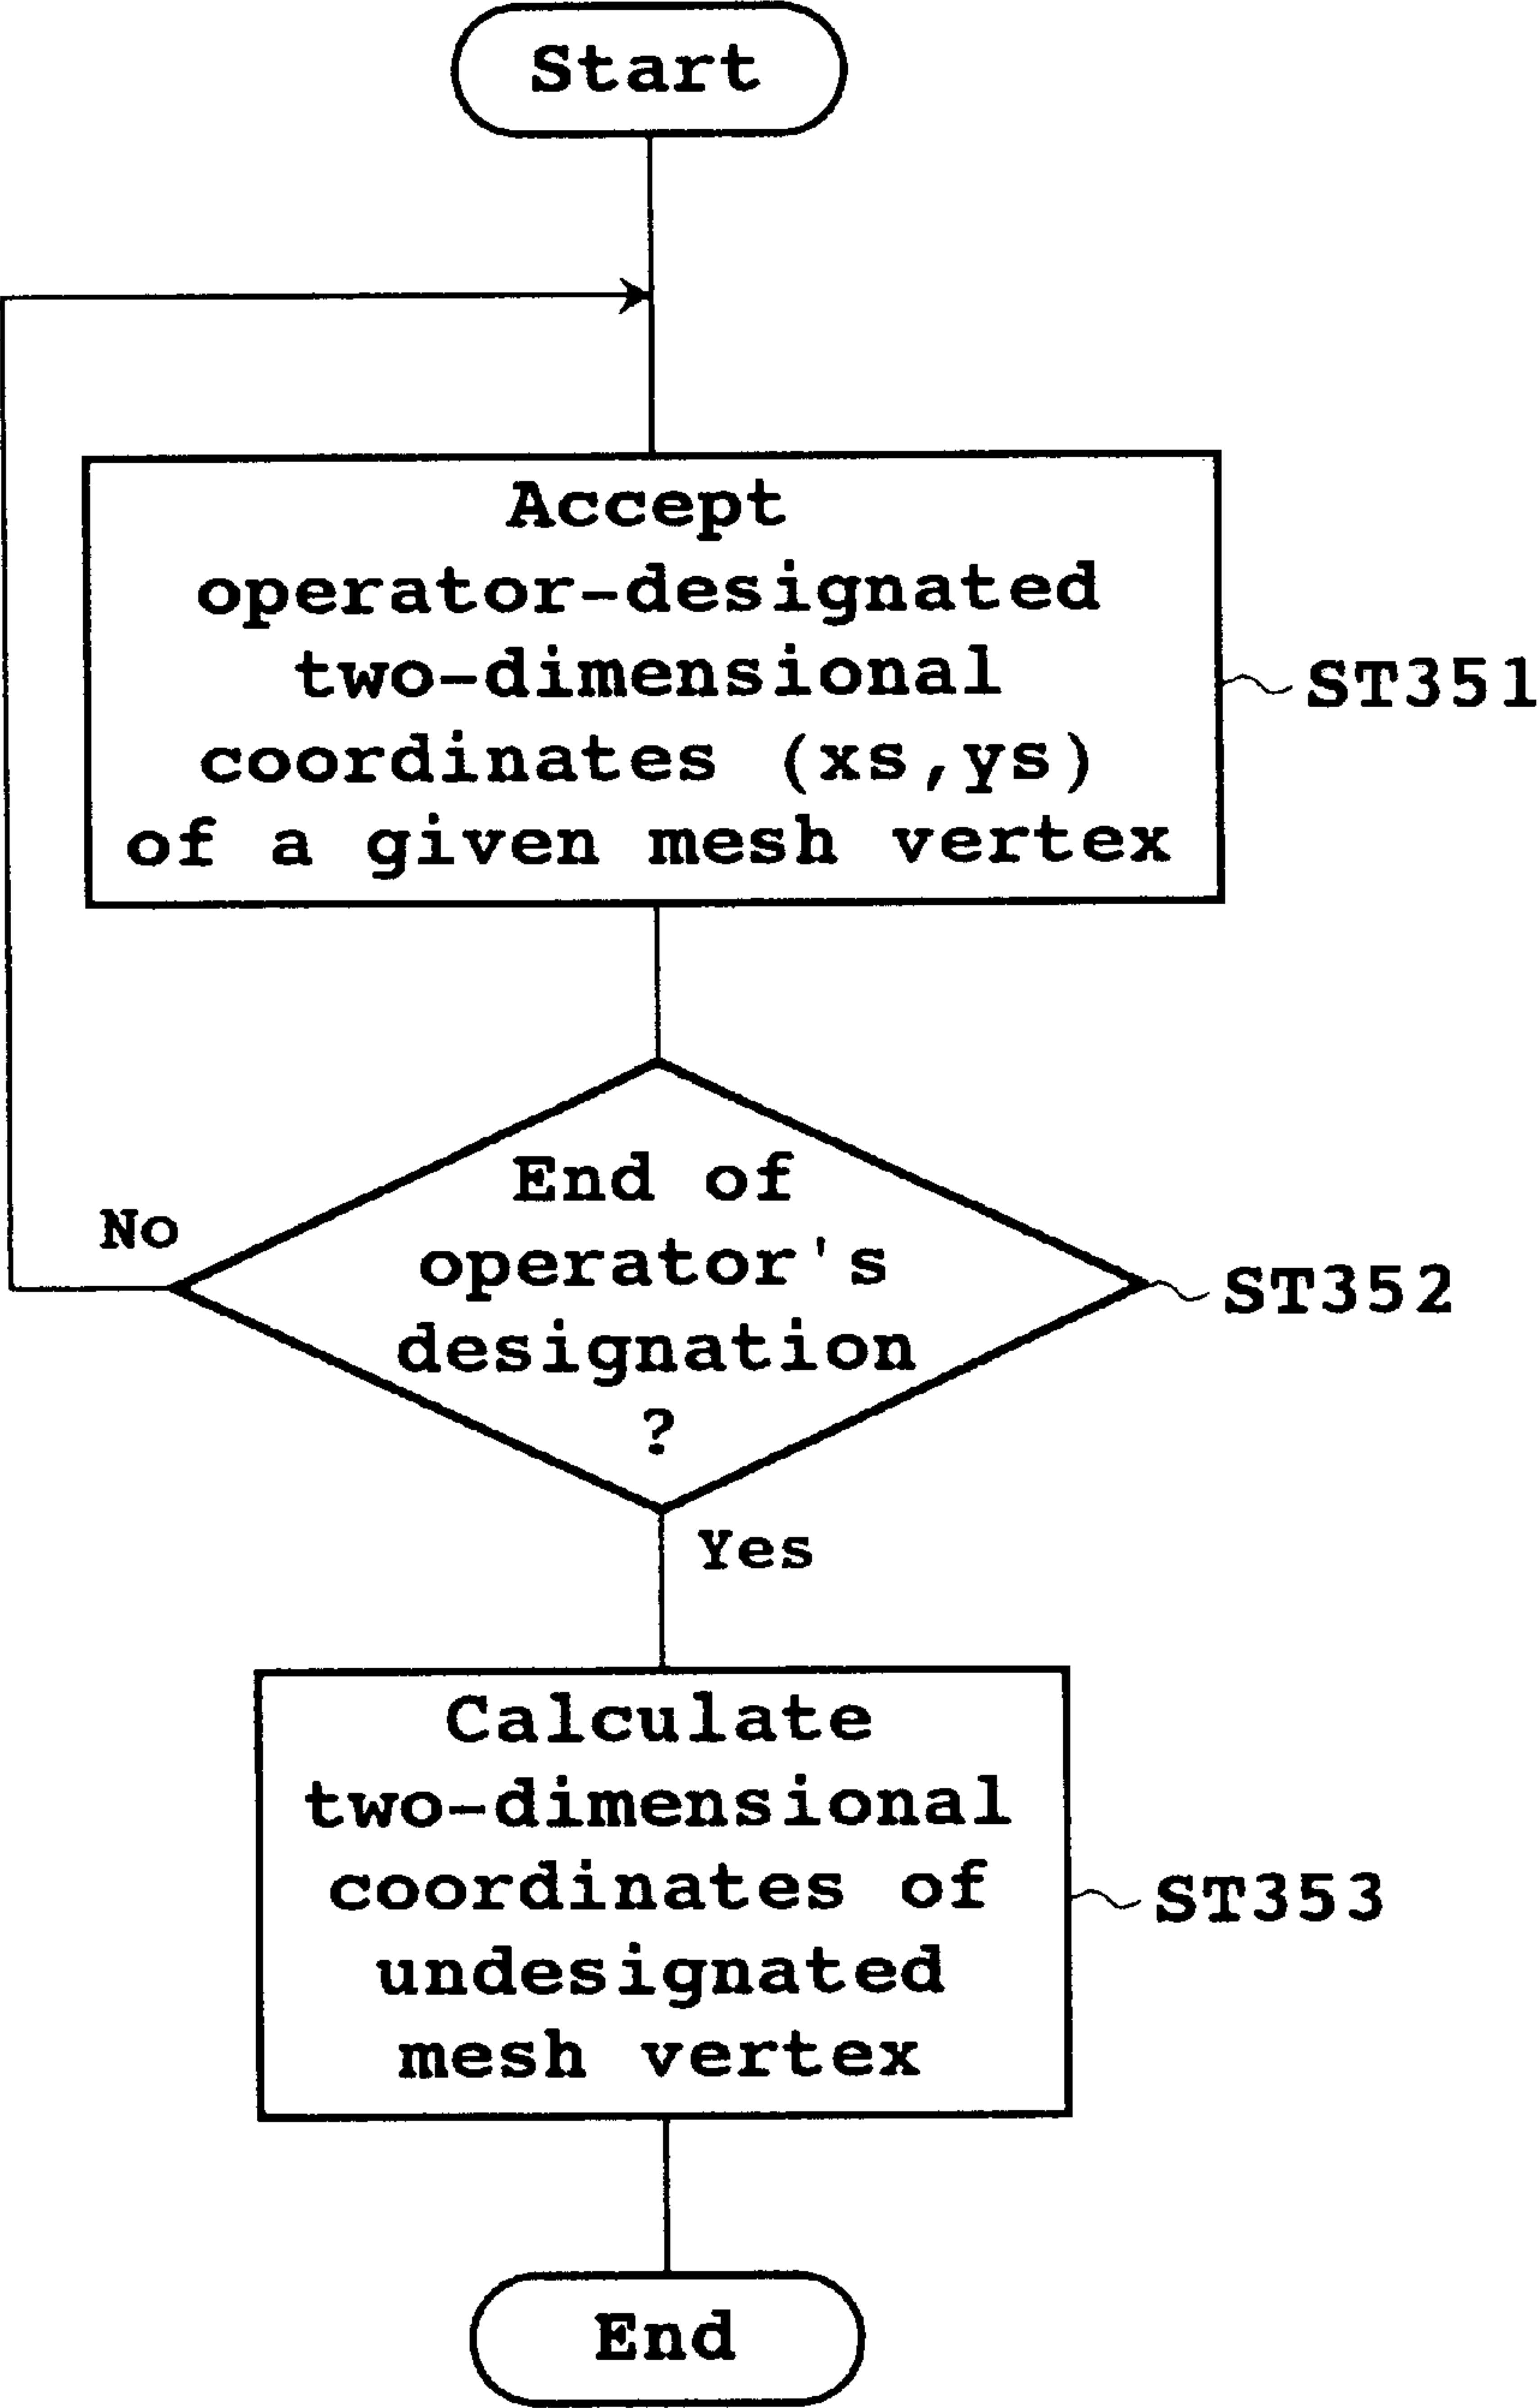 Start
Accept
operator-designated
two-dimensional
coordinates (xs,ys)
of a given mesh vertex
ST351
End of
operator's
designation
?
No
ST352
Yes
Calculate
two-dimensional
coordinates of
undesignated
mesh vertex
ST353
End